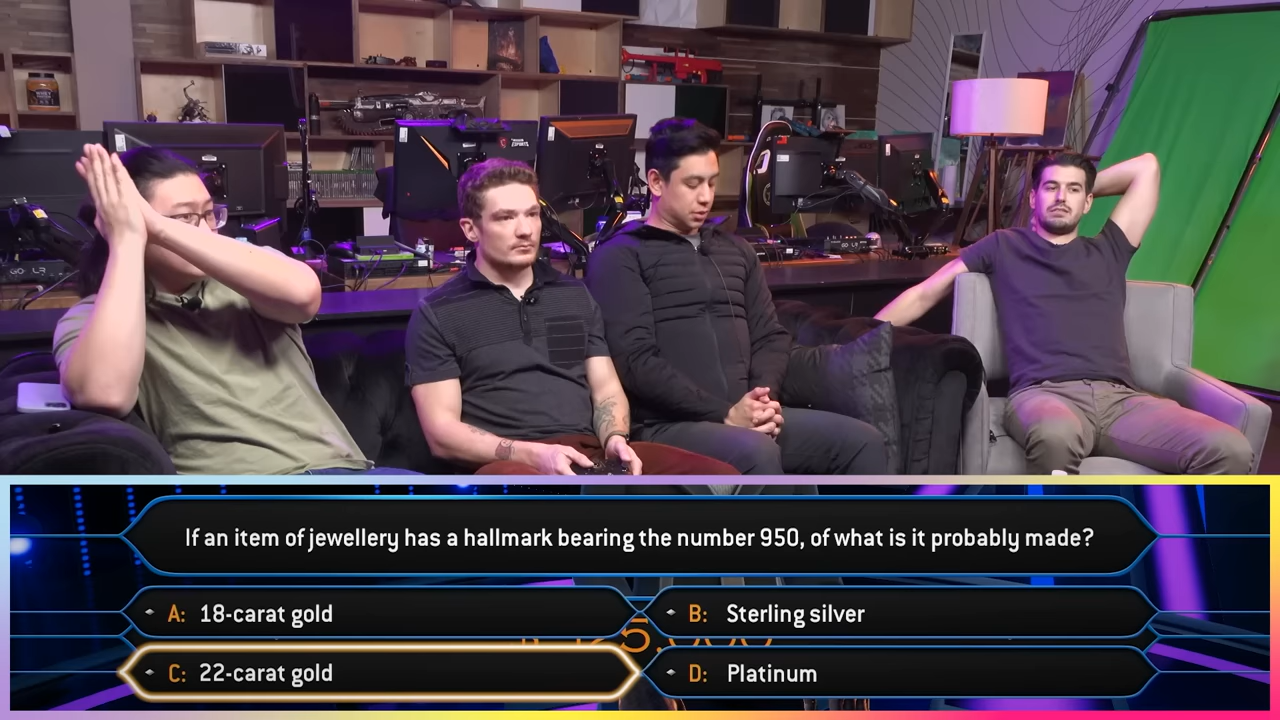 If an item of jewellery has a hallmark bearing the number 950, of what is it probably made?
A: 18-carat gold
B: Sterling silver
C: 22-carat gold
D: Platinum